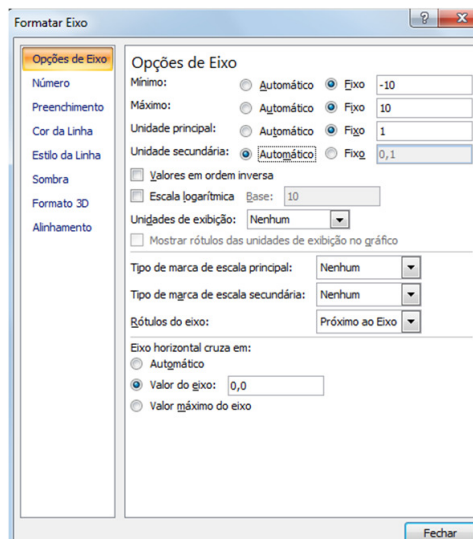 Formatar Eixo
Opções de Eixo
Número
Preenchimento
Cor da Linha
Estilo da Linha
Sombra
Formato 3D
Alinhamento
Opções de Eixo
Mínimo: Automático Fixo -10
Máximo: Automático Fixo 10
Unidade principal: Automático Fixo 1
Unidade secundária: Automático Fixo 0,1
Valores em ordem inversa
Escala logarítmica Base: 10
Unidades de exibição: Nenhum
Mostrar rótulos das unidades de exibição no gráfico
Tipo de marca de escala principal: Nenhum
Tipo de marca de escala secundária: Nenhum
Rótulos do eixo: Próximo ao Eixo
Eixo horizontal cruza em:
Automático
Valor do eixo: 0,0
Valor máximo do eixo
Fechar